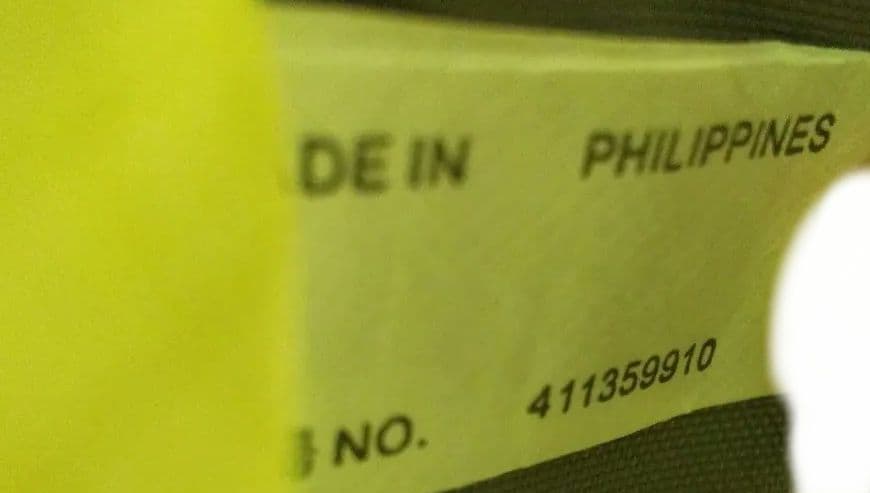 DE IN PHILIPPINES
NO. 411359910